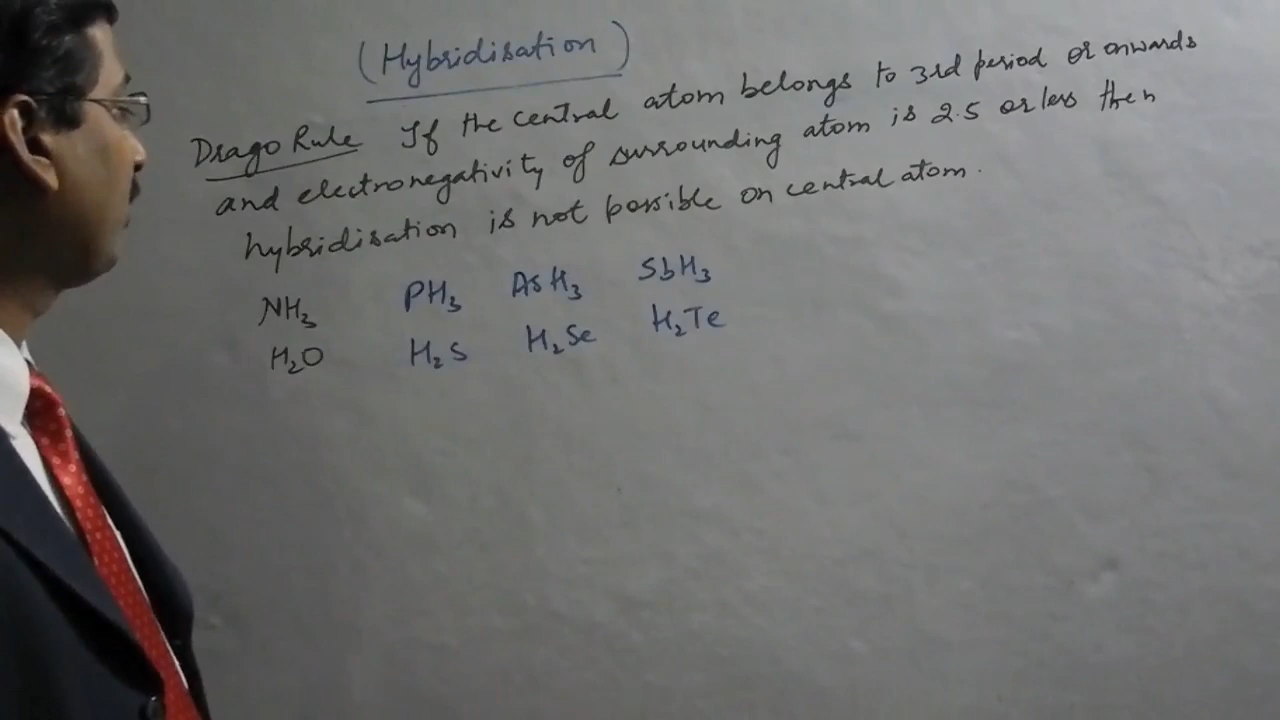 (Hybridisation)
Drago Rule If the central atom belongs to 3rd period or onwards
and electronegativity of surrounding atom is 2.5 or less then
hybridisation is not possible on central atom.
NH₃ PH₃ AsH₃ SbH₃
H₂O H₂S H₂Se H₂Te